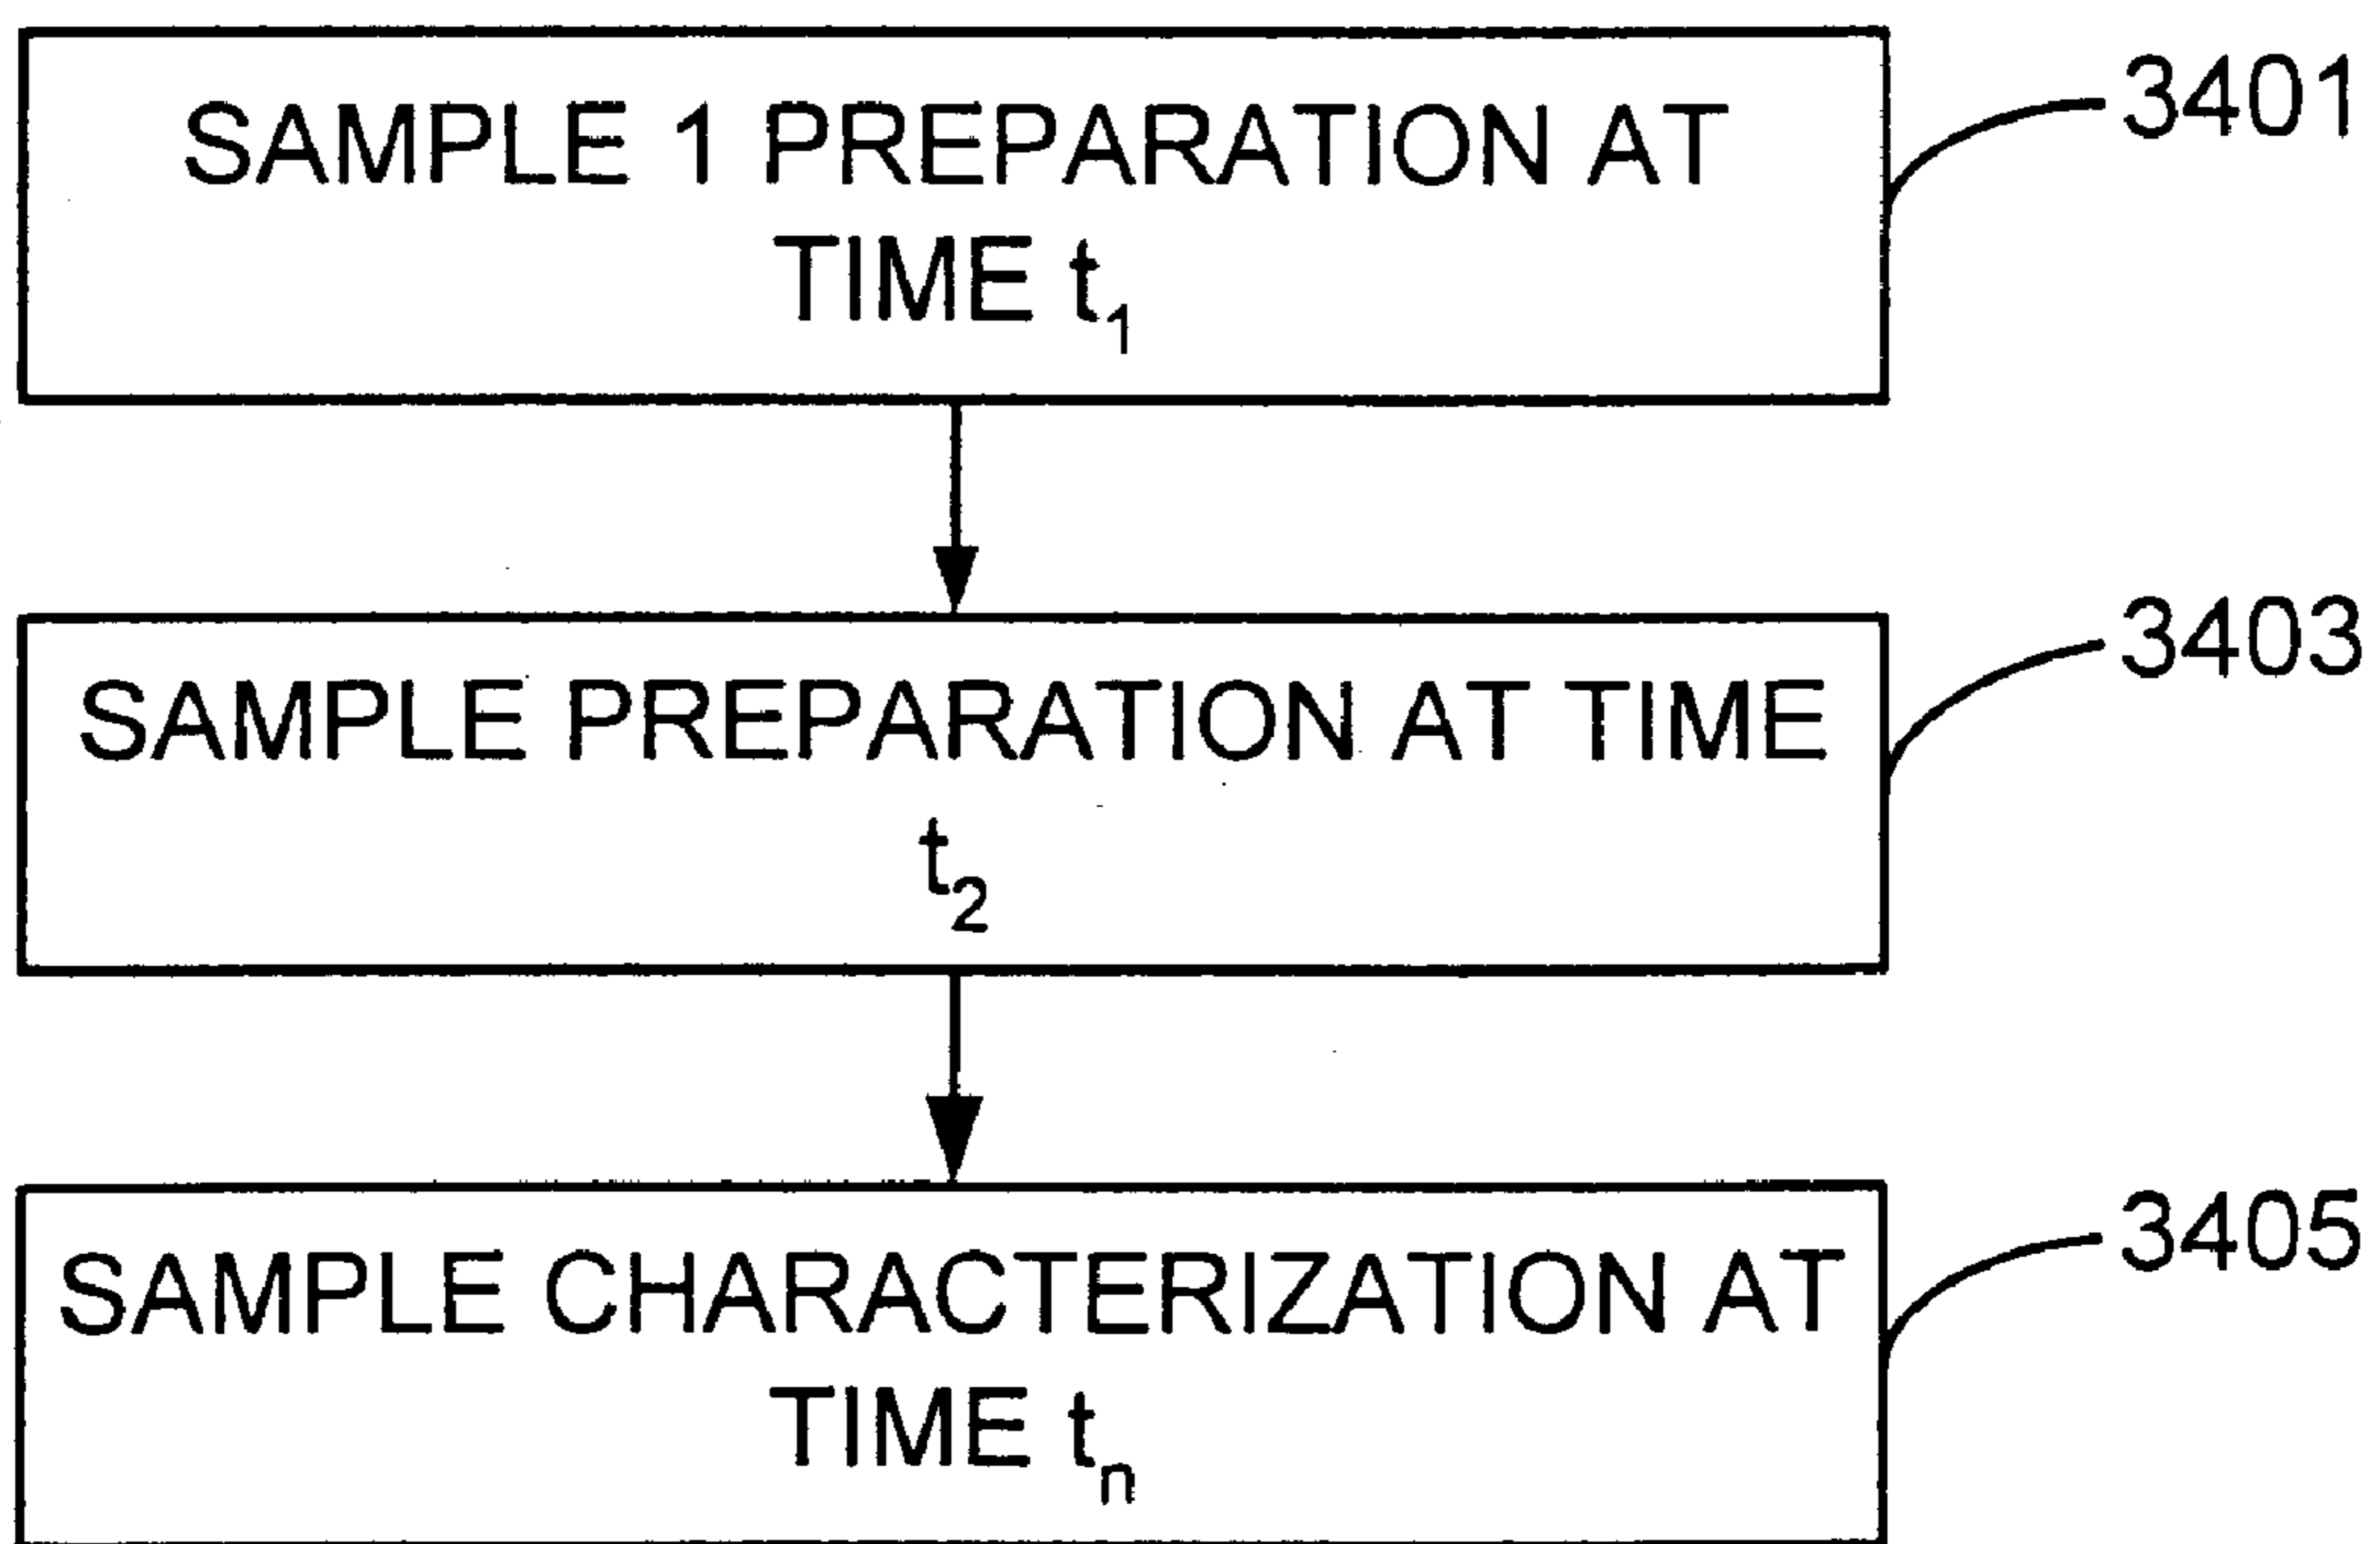 SAMPLE 1 PREPARATION AT
TIME t₁
3401
SAMPLE PREPARATION AT TIME
t₂
3403
SAMPLE CHARACTERIZATION AT
TIME tₙ
3405